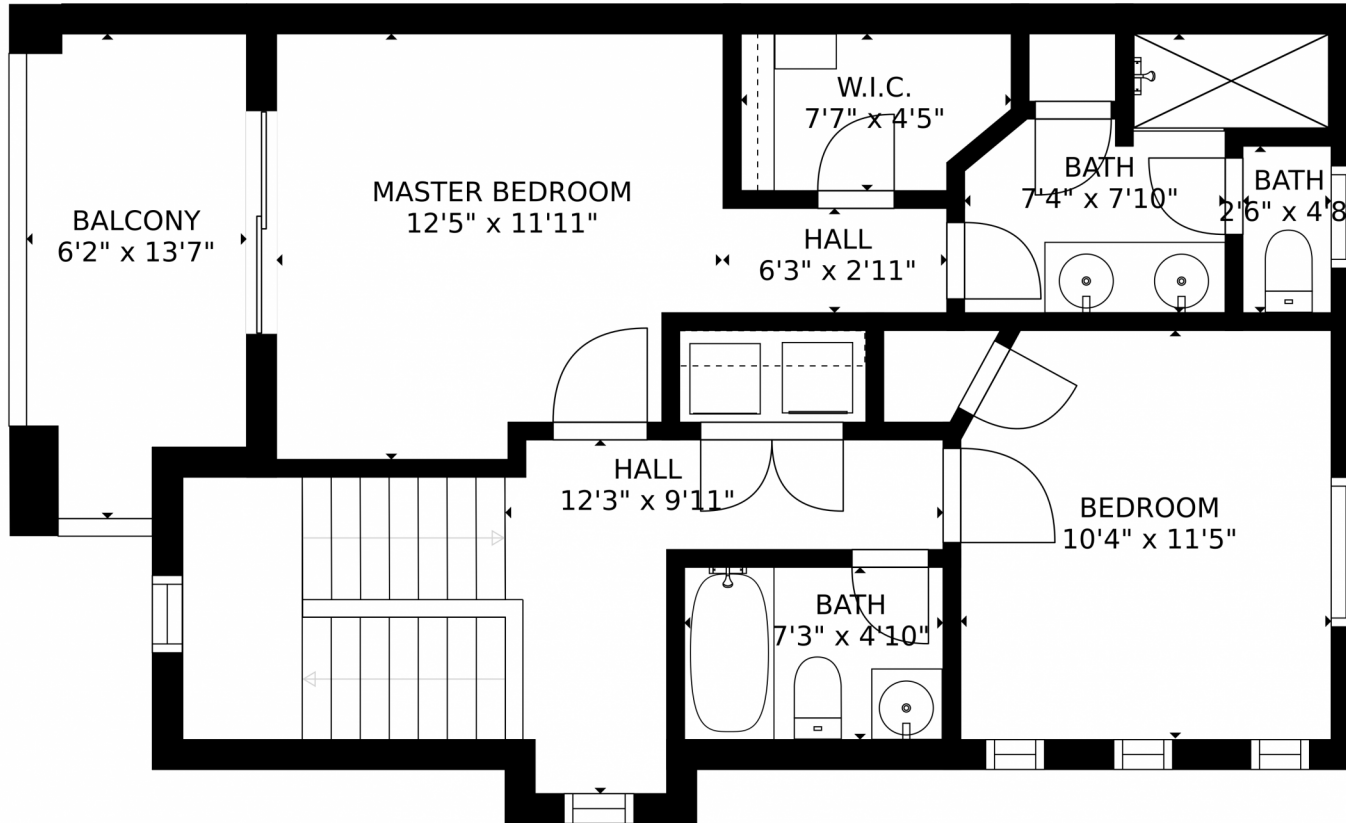 W.I.C.
7'7" x 4'5"
BATH
7'4" x 7'10"
BATH
2'6" x 4'8
MASTER BEDROOM
12'5" x 11'11"
BALCONY
6'2" x 13'7"
HALL
6'3" x 2'11"
HALL
12'3" x 9'11"
BEDROOM
10'4" x 11'5"
BATH
7'3" x 4'10"